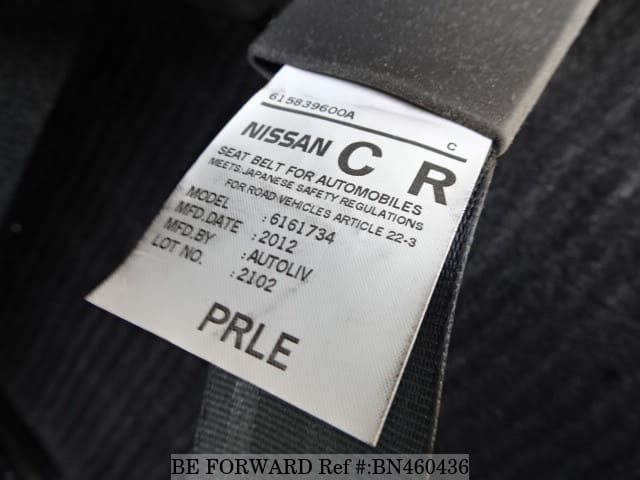 615839600A C
NISSAN C R
SEAT BELT FOR AUTOMOBILES
MEETS JAPANESE SAFETY REGULATIONS
FOR ROAD VEHICLES ARTICLE 22-3
MODEL : 6161734
MFD.DATE : 2012
MFD.BY : AUTOLIV
LOT NO. : 2102
PRLE
BE FORWARD Ref #:BN460436